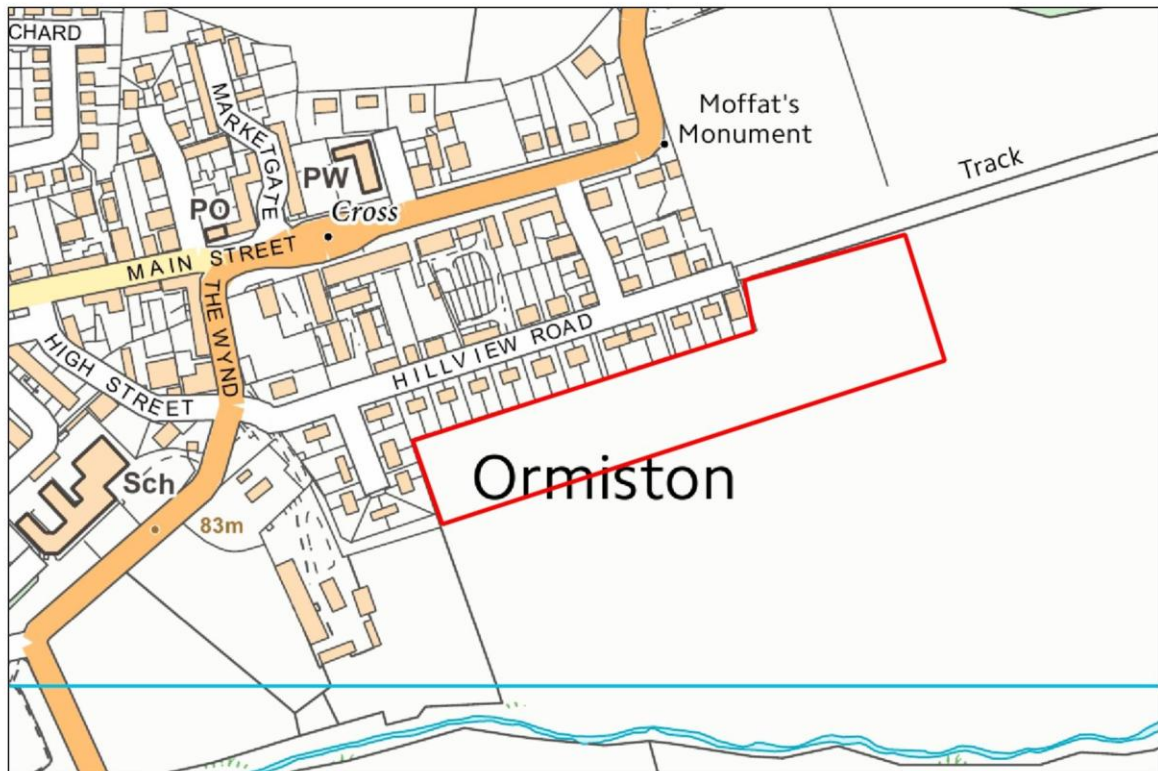 CHARD
MARKETGATE
Moffat's
Monument
Track
PW
PO
Cross
MAIN STREET
THE WYND
HILLVIEW ROAD
HIGH STREET
Sch
Ormiston
83m